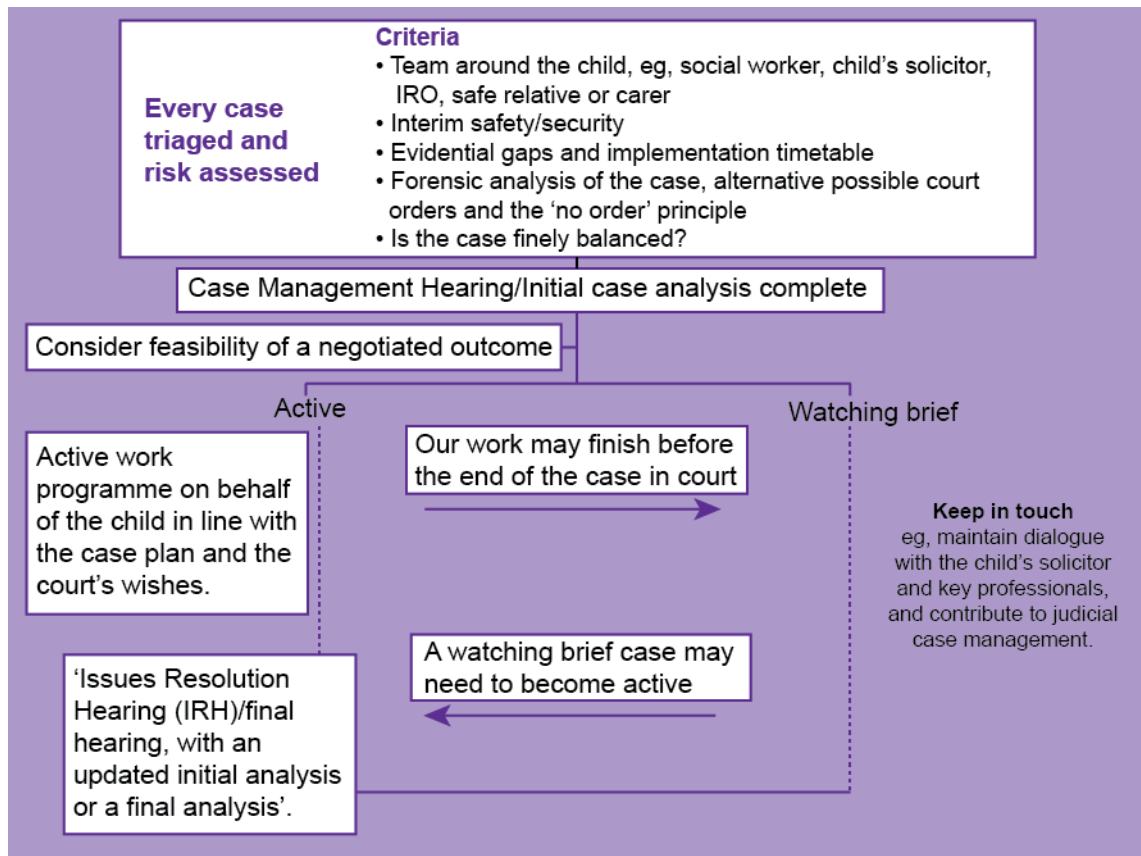 Every case
triaged and
risk assessed
Criteria
• Team around the child, eg, social worker, child's solicitor,
IRO, safe relative or carer
• Interim safety/security
• Evidential gaps and implementation timetable
• Forensic analysis of the case, alternative possible court
orders and the 'no order' principle
• Is the case finely balanced?
Case Management Hearing/Initial case analysis complete
Consider feasibility of a negotiated outcome
Active
Watching brief
Active work
programme on behalf
of the child in line with
the case plan and the
court's wishes.
Our work may finish before
the end of the case in court
Keep in touch
eg, maintain dialogue
with the child's solicitor
and key professionals,
and contribute to judicial
case management.
A watching brief case may
need to become active
'Issues Resolution
Hearing (IRH)/final
hearing, with an
updated initial analysis
or a final analysis'.